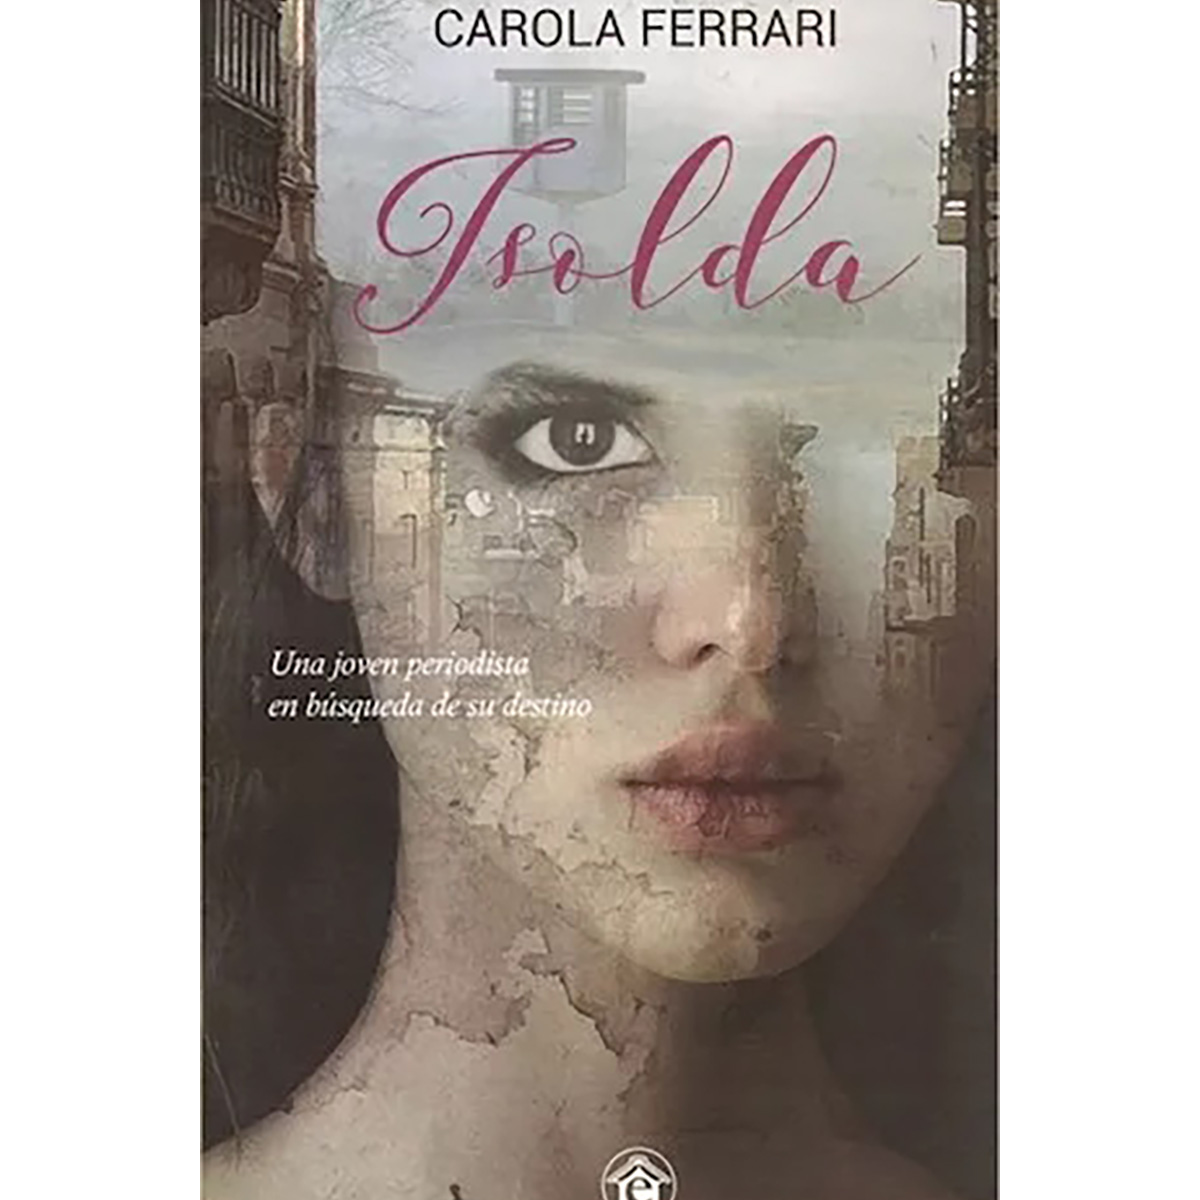 CAROLA FERRARI
Isolda
Una joven periodista
en búsqueda de su destino
e